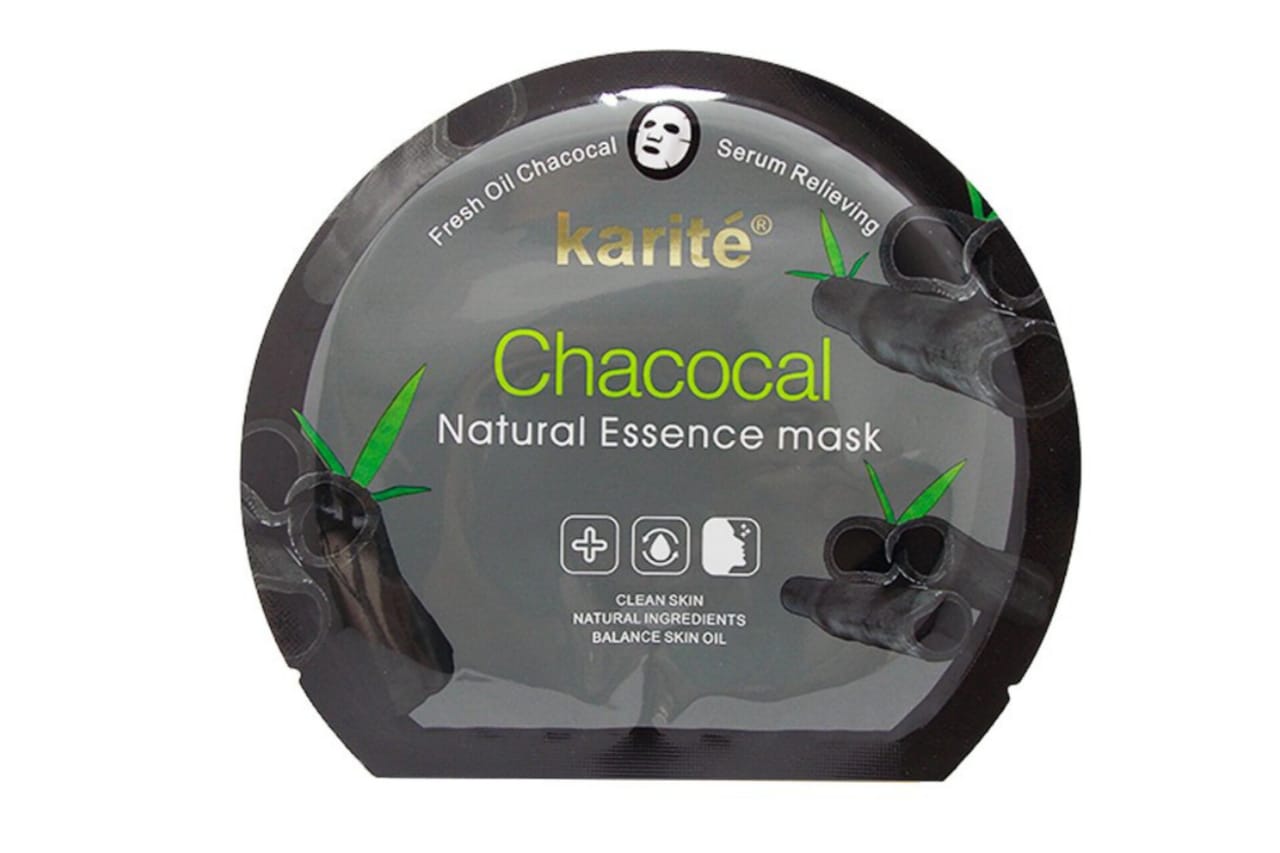 Fresh Oil Chacocal Serum Relieving
karité®
Chacocal
Natural Essence mask
CLEAN SKIN
NATURAL INGREDIENTS
BALANCE SKIN OIL